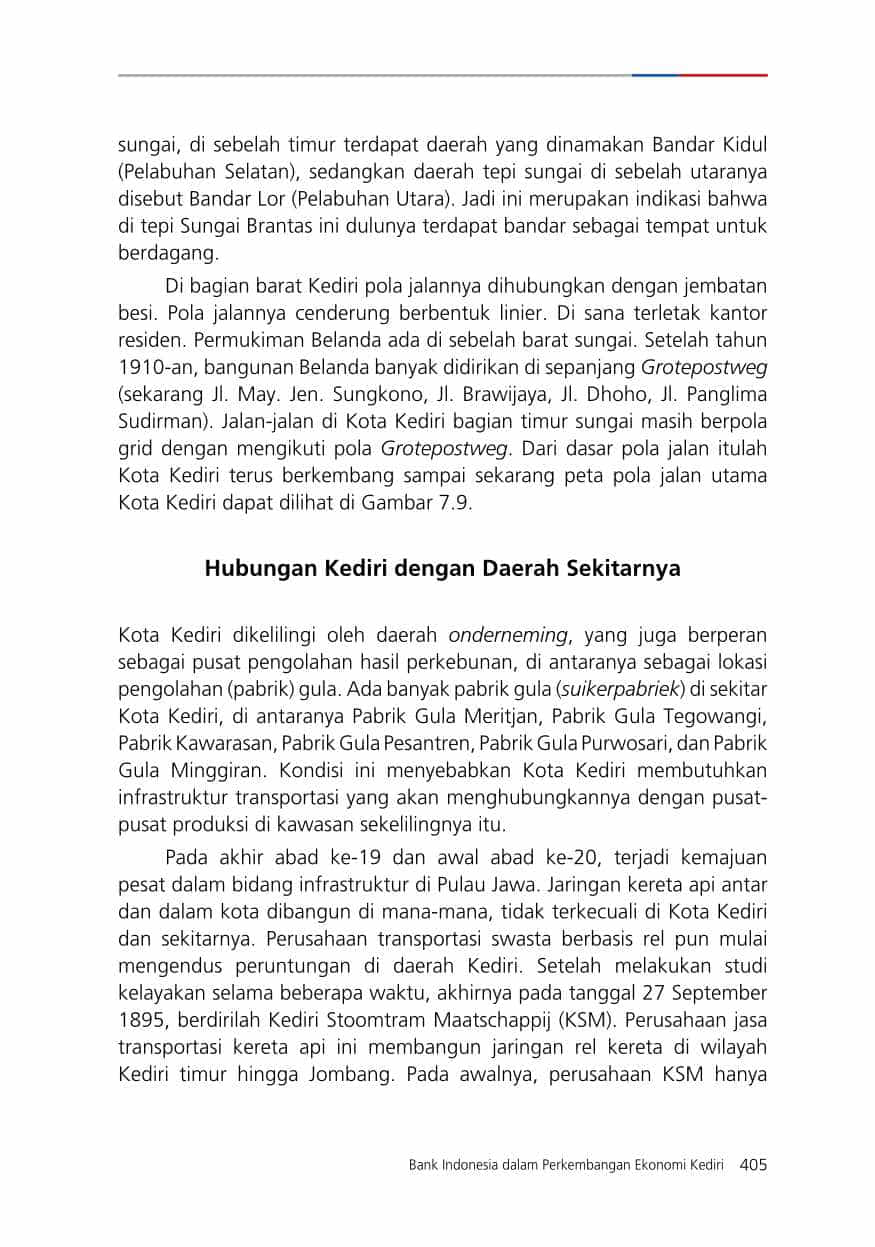 sungai, di sebelah timur terdapat daerah yang dinamakan Bandar Kidul
(Pelabuhan Selatan), sedangkan daerah tepi sungai di sebelah utaranya
disebut Bandar Lor (Pelabuhan Utara). Jadi ini merupakan indikasi bahwa
di tepi Sungai Brantas ini dulunya terdapat bandar sebagai tempat untuk
berdagang.
Di bagian barat Kediri pola jalannya dihubungkan dengan jembatan
besi. Pola jalannya cenderung berbentuk linier. Di sana terletak kantor
residen. Permukiman Belanda ada di sebelah barat sungai. Setelah tahun
1910-an, bangunan Belanda banyak didirikan di sepanjang Grotepostweg
(sekarang Jl. May. Jen. Sungkono, Jl. Brawijaya, Jl. Dhoho, Jl. Panglima
Sudirman). Jalan-jalan di Kota Kediri bagian timur sungai masih berpola
grid dengan mengikuti pola Grotepostweg. Dari dasar pola jalan itulah
Kota Kediri terus berkembang sampai sekarang peta pola jalan utama
Kota Kediri dapat dilihat di Gambar 7.9.
Hubungan Kediri dengan Daerah Sekitarnya
Kota Kediri dikelilingi oleh daerah onderneming, yang juga berperan
sebagai pusat pengolahan hasil perkebunan, di antaranya sebagai lokasi
pengolahan (pabrik) gula. Ada banyak pabrik gula (suikerpabriek) di sekitar
Kota Kediri, di antaranya Pabrik Gula Meritjan, Pabrik Gula Tegowangi,
Pabrik Kawarasan, Pabrik Gula Pesantren, Pabrik Gula Purwosari, dan Pabrik
Gula Minggiran. Kondisi ini menyebabkan Kota Kediri membutuhkan
infrastruktur transportasi yang akan menghubungkannya dengan pusat-
pusat produksi di kawasan sekelilingnya itu.
Pada akhir abad ke-19 dan awal abad ke-20, terjadi kemajuan
pesat dalam bidang infrastruktur di Pulau Jawa. Jaringan kereta api antar
dan dalam kota dibangun di mana-mana, tidak terkecuali di Kota Kediri
dan sekitarnya. Perusahaan transportasi swasta berbasis rel pun mulai
mengendus peruntungan di daerah Kediri. Setelah melakukan studi
kelayakan selama beberapa waktu, akhirnya pada tanggal 27 September
1895, berdirilah Kediri Stoomtram Maatschappij (KSM). Perusahaan jasa
transportasi kereta api ini membangun jaringan rel kereta di wilayah
Kediri timur hingga Jombang. Pada awalnya, perusahaan KSM hanya
Bank Indonesia dalam Perkembangan Ekonomi Kediri 405